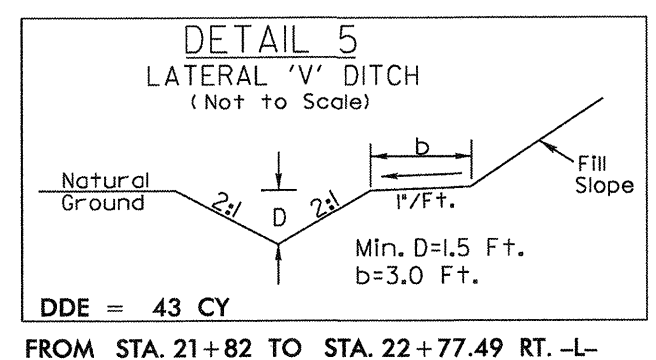 DETAIL 5
LATERAL 'V' DITCH
(Not to Scale)
b
Natural
Ground
2:1
D
2:1
1"/Ft.
Fill
Slope
Min. D=1.5 Ft.
b=3.0 Ft.
DDE = 43 CY
FROM STA. 21+82 TO STA. 22+77.49 RT. -L-